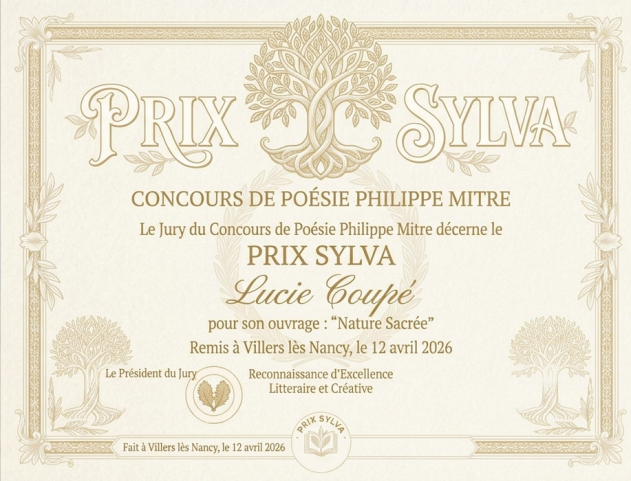 PRIX SYLVA
CONCOURS DE POÉSIE PHILIPPE MITRE
Le Jury du Concours de Poésie Philippe Mitre décerne le
PRIX SYLVA
Lucie Coupé
pour son ouvrage : “Nature Sacrée”
Remis à Villers lès Nancy, le 12 avril 2026
Le Président du Jury
Reconnaissance d'Excellence
Litteraire et Créative
PRIX SYLVA
Fait à Villers lès Nancy, le 12 avril 2026